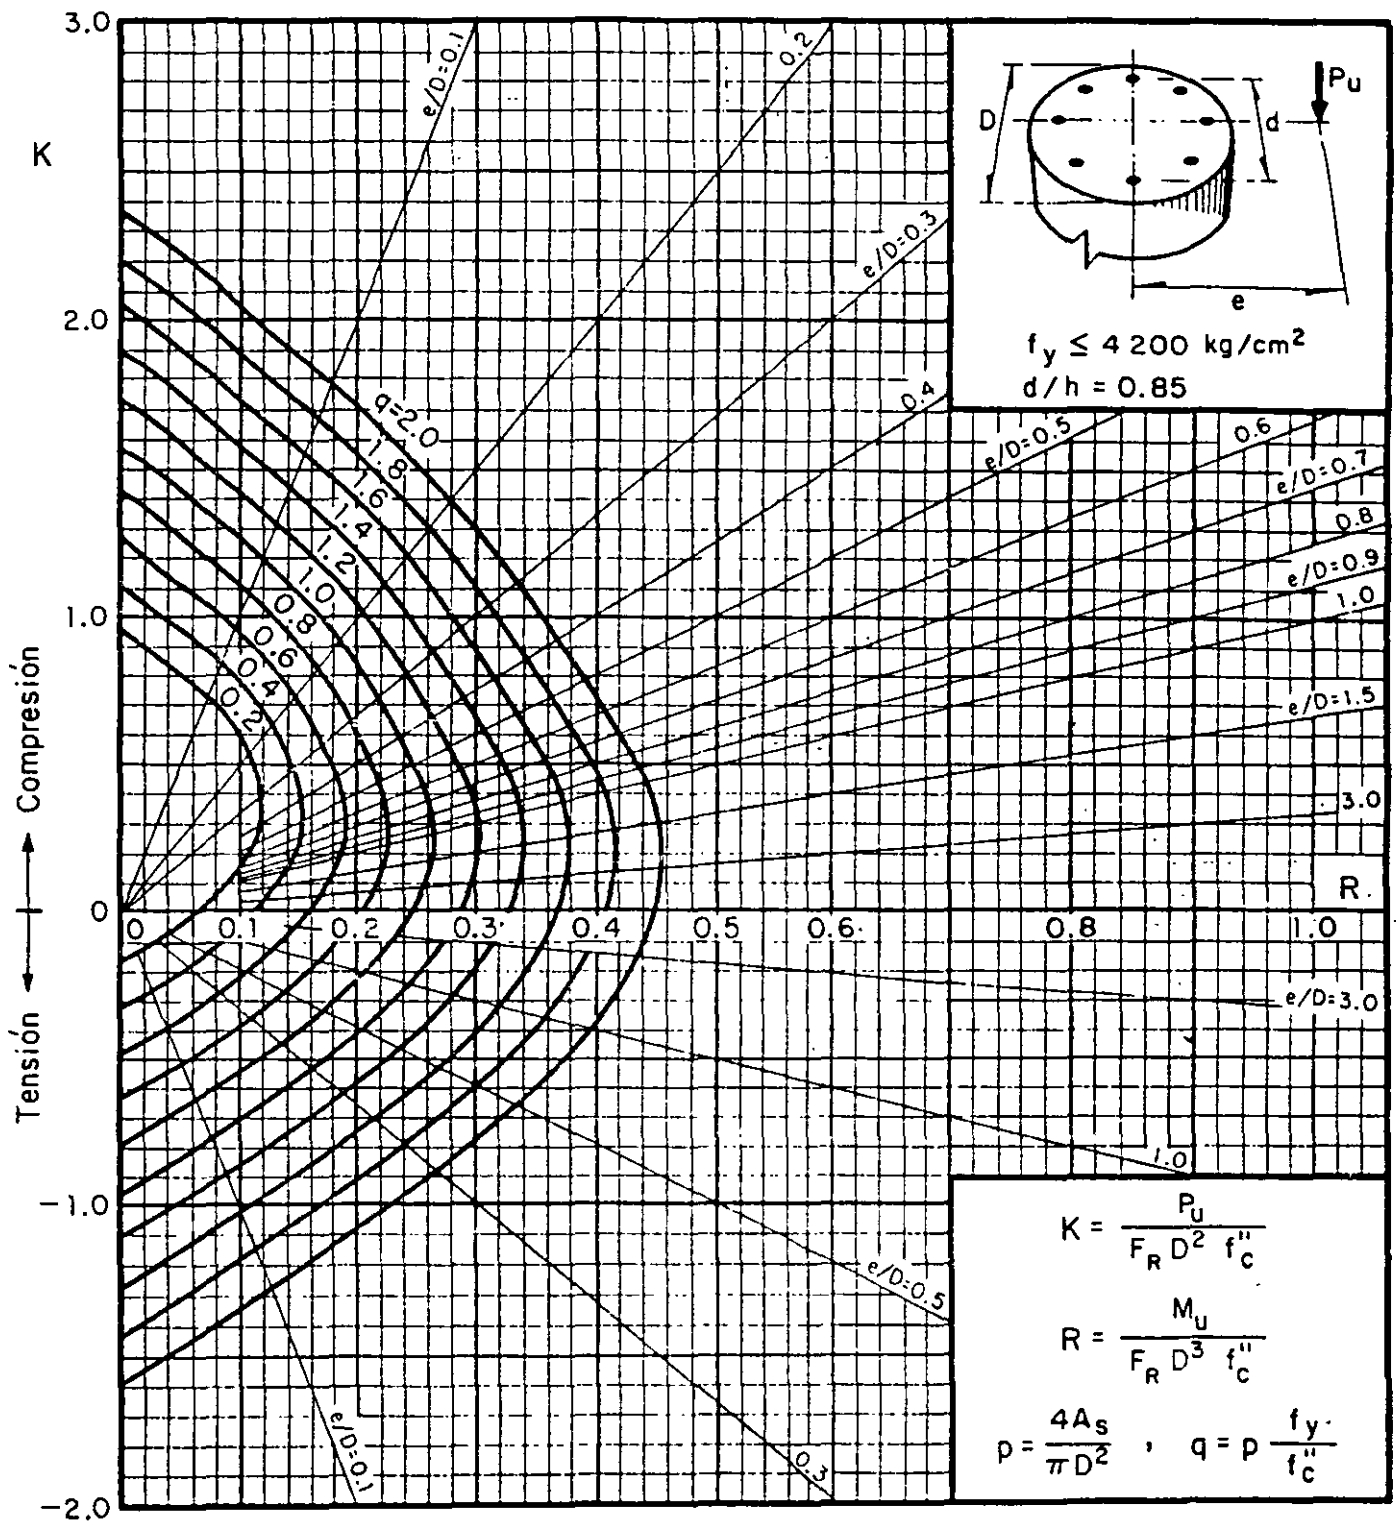 3.0
2.0
1.0
0
-1.0
-2.0
K
Tensión ← → Compresión
0 0.1 0.2 0.3 0.4 0.5 0.6 0.8 1.0
R
e/D=0.1
0.2
e/D=0.3
0.4
e/D=0.5
0.6
e/D=0.7
0.8
e/D=0.9
1.0
e/D=1.5
3.0
e/D=3.0
1.0
e/D=0.5
0.3
e/D=0.1
q=2.0
1.8
1.6
1.4
1.2
1.0
0.8
0.6
0.4
0.2
D
d
Pu
e
fy ≤ 4 200 kg/cm²
d/h = 0.85
K = Pu / FR D² f"c
R = Mu / FR D³ f"c
p = 4As / πD² , q = p fy / f"c